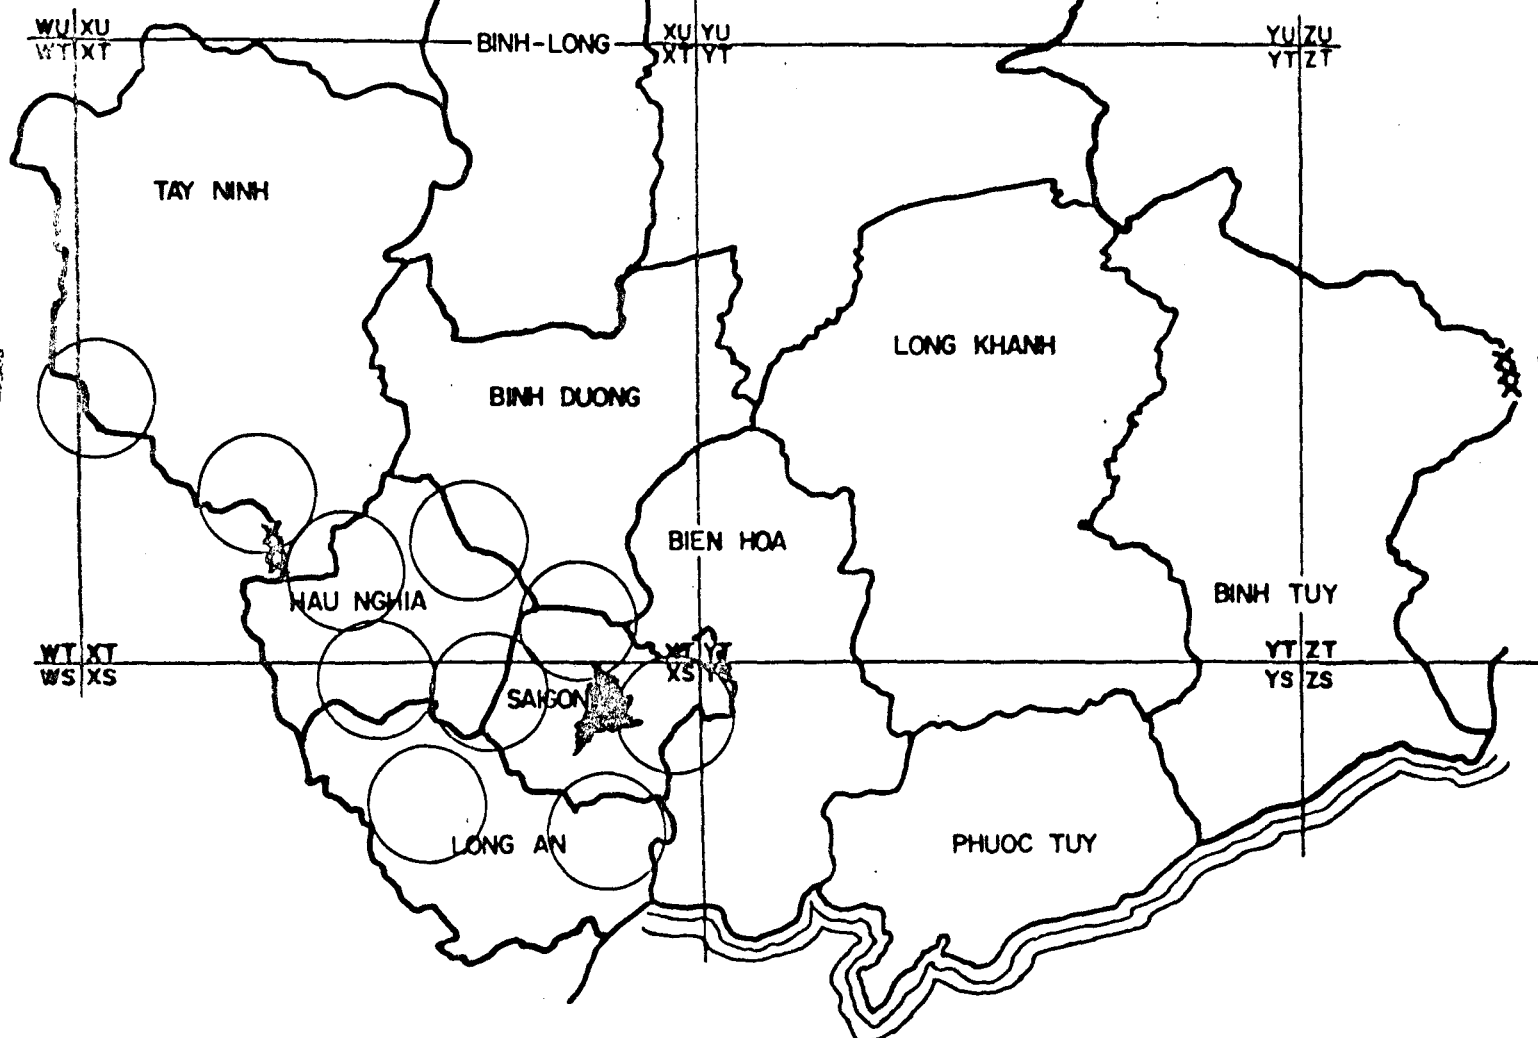 WU XU
BINH-LONG
XU YU
YU ZU
WT XT
XT YT
YT ZT
TAY NINH
LONG KHANH
BINH DUONG
BIEN HOA
HAU NGHIA
BINH TUY
WT XT
XT YT
YT ZT
WS XS
XS
YS ZS
SAIGON
LONG AN
PHUOC TUY